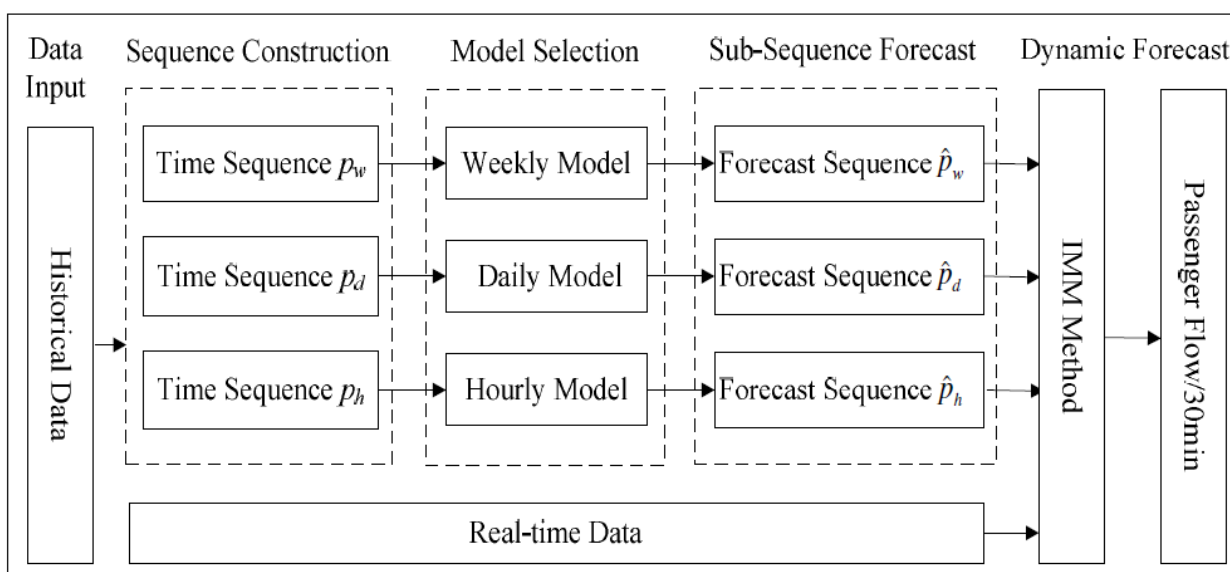 Data
Input
Sequence Construction
Model Selection
Sub-Sequence Forecast
Dynamic Forecast
Historical Data
Time Sequence p_w
Weekly Model
Forecast Sequence p̂_w
Time Sequence p_d
Daily Model
Forecast Sequence p̂_d
Time Sequence p_h
Hourly Model
Forecast Sequence p̂_h
Real-time Data
IMM Method
Passenger Flow/30min